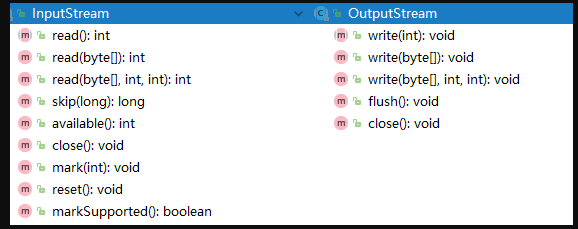 InputStream
m read(): int
m read(byte[]): int
m read(byte[], int, int): int
m skip(long): long
m available(): int
m close(): void
m mark(int): void
m reset(): void
m markSupported(): boolean
C OutputStream
m write(int): void
m write(byte[]): void
m write(byte[], int, int): void
m flush(): void
m close(): void